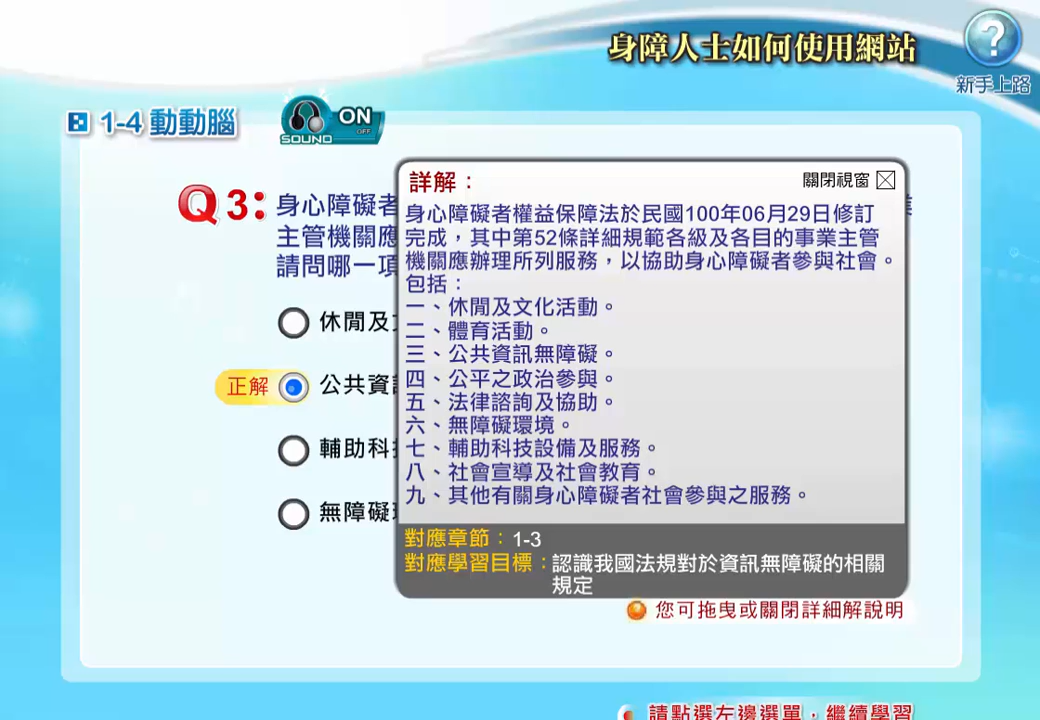 身障人士如何使用網站
新手上路
1-4 動動腦
SOUND ON OFF
Q3: 身心障礙者
主管機關應
請問哪一項
休閒及
正解 公共資
輔助科
無障礙
詳解：
關閉視窗
身心障礙者權益保障法於民國100年06月29日修訂
完成，其中第52條詳細規範各級及各目的事業主管
機關應辦理所列服務，以協助身心障礙者參與社會。
包括：
一、休閒及文化活動。
二、體育活動。
三、公共資訊無障礙。
四、公平之政治參與。
五、法律諮詢及協助。
六、無障礙環境。
七、輔助科技設備及服務。
八、社會宣導及社會教育。
九、其他有關身心障礙者社會參與之服務。
對應章節：1-3
對應學習目標：認識我國法規對於資訊無障礙的相關
規定
您可拖曳或關閉詳細解說明
請點選左邊選單，繼續學習